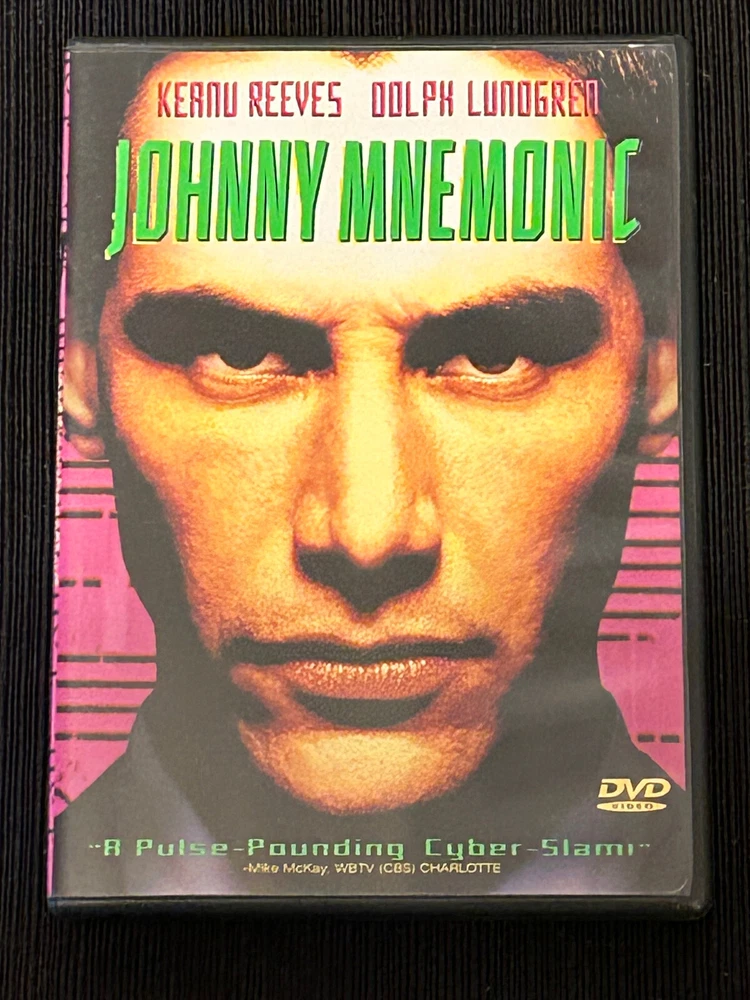 KEANU REEVES DOLPH LUNDGREN
JOHNNY MNEMONIC
DVD
VIDEO
"A Pulse-Pounding Cyber-Slam!"
-Mike McKay, WBTV (CBS) CHARLOTTE